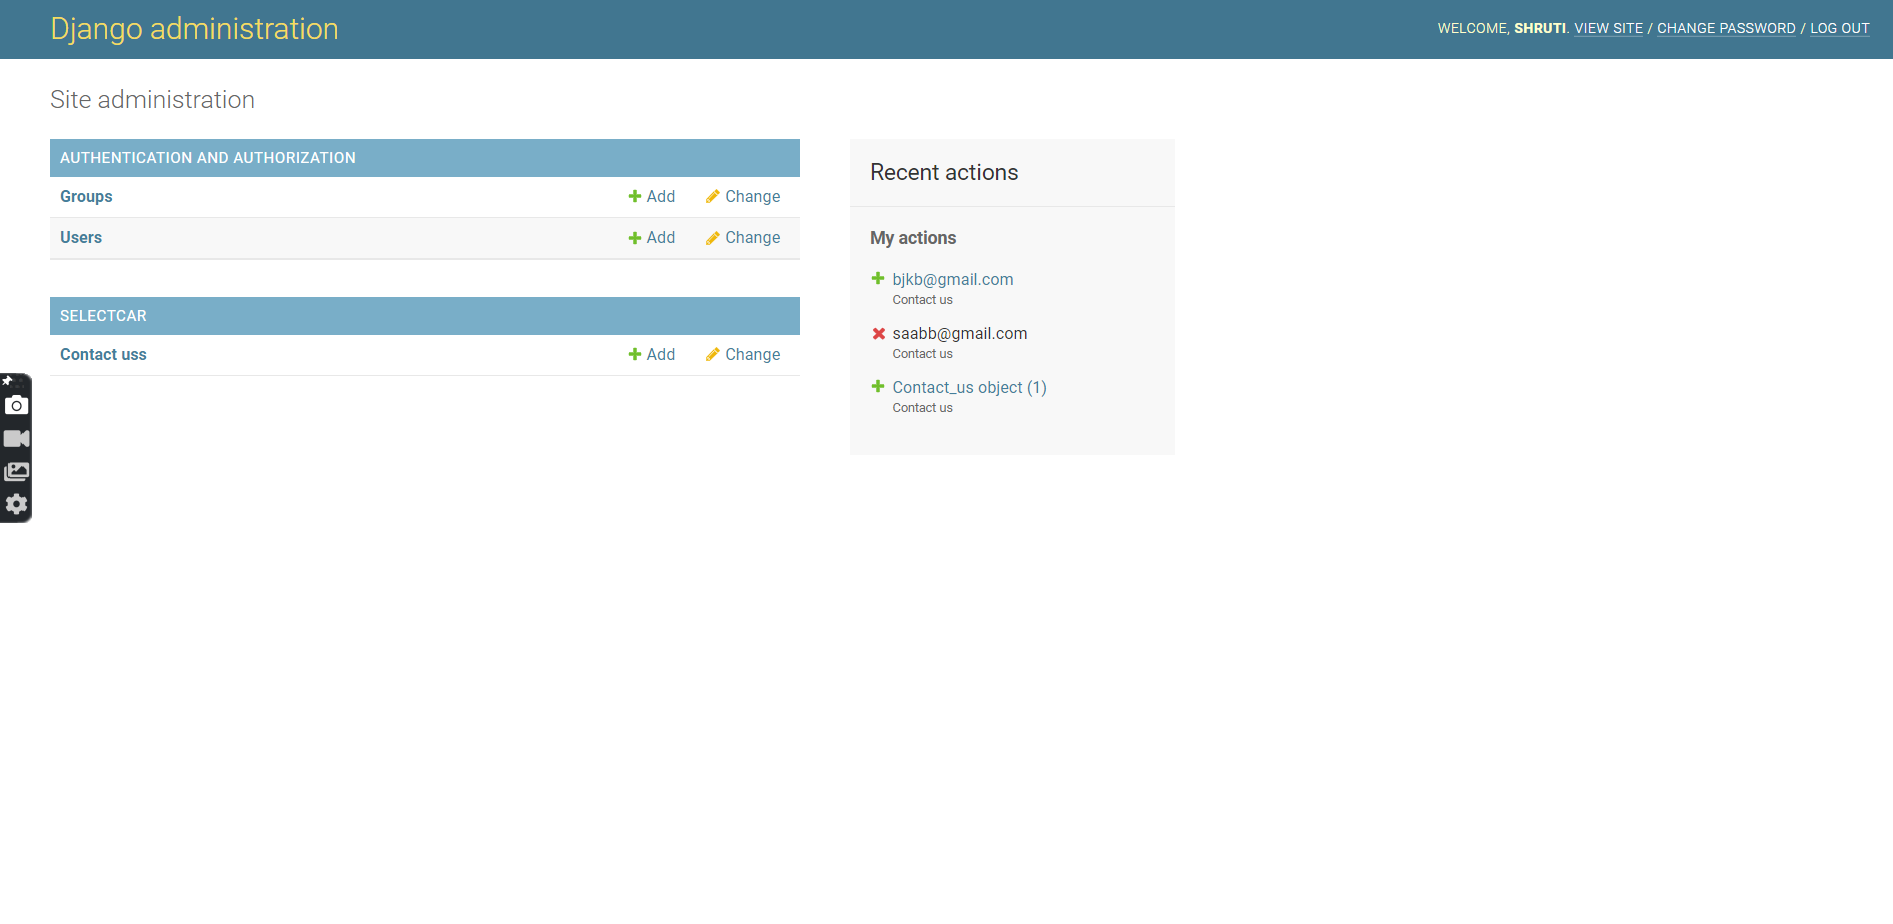 Django administration
WELCOME, SHRUTI. VIEW SITE / CHANGE PASSWORD / LOG OUT
Site administration
AUTHENTICATION AND AUTHORIZATION
Groups Add Change
Users Add Change
SELECTCAR
Contact uss Add Change
Recent actions
My actions
bjkb@gmail.com
Contact us
saabb@gmail.com
Contact us
Contact_us object (1)
Contact us